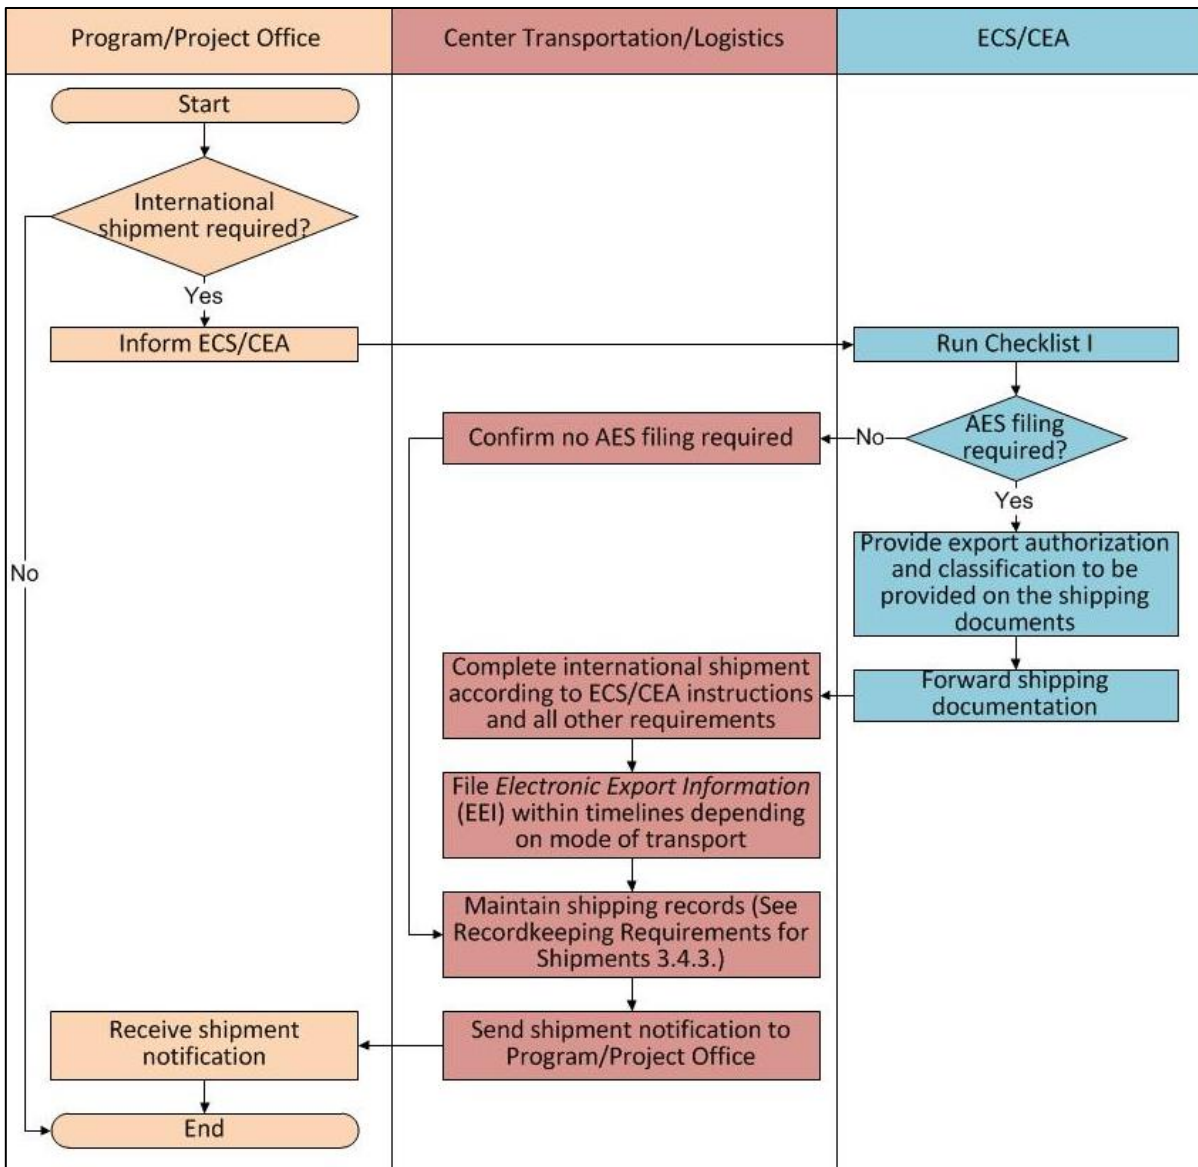 Program/Project Office
Center Transportation/Logistics
ECS/CEA
Start
International
shipment required?
Yes
Inform ECS/CEA
Run Checklist I
Confirm no AES filing required
No
AES filing
required?
Yes
No
Provide export authorization
and classification to be
provided on the shipping
documents
Complete international shipment
according to ECS/CEA instructions
and all other requirements
Forward shipping
documentation
File Electronic Export Information
(EEI) within timelines depending
on mode of transport
Maintain shipping records (See
Recordkeeping Requirements for
Shipments 3.4.3.)
Receive shipment
notification
Send shipment notification to
Program/Project Office
End